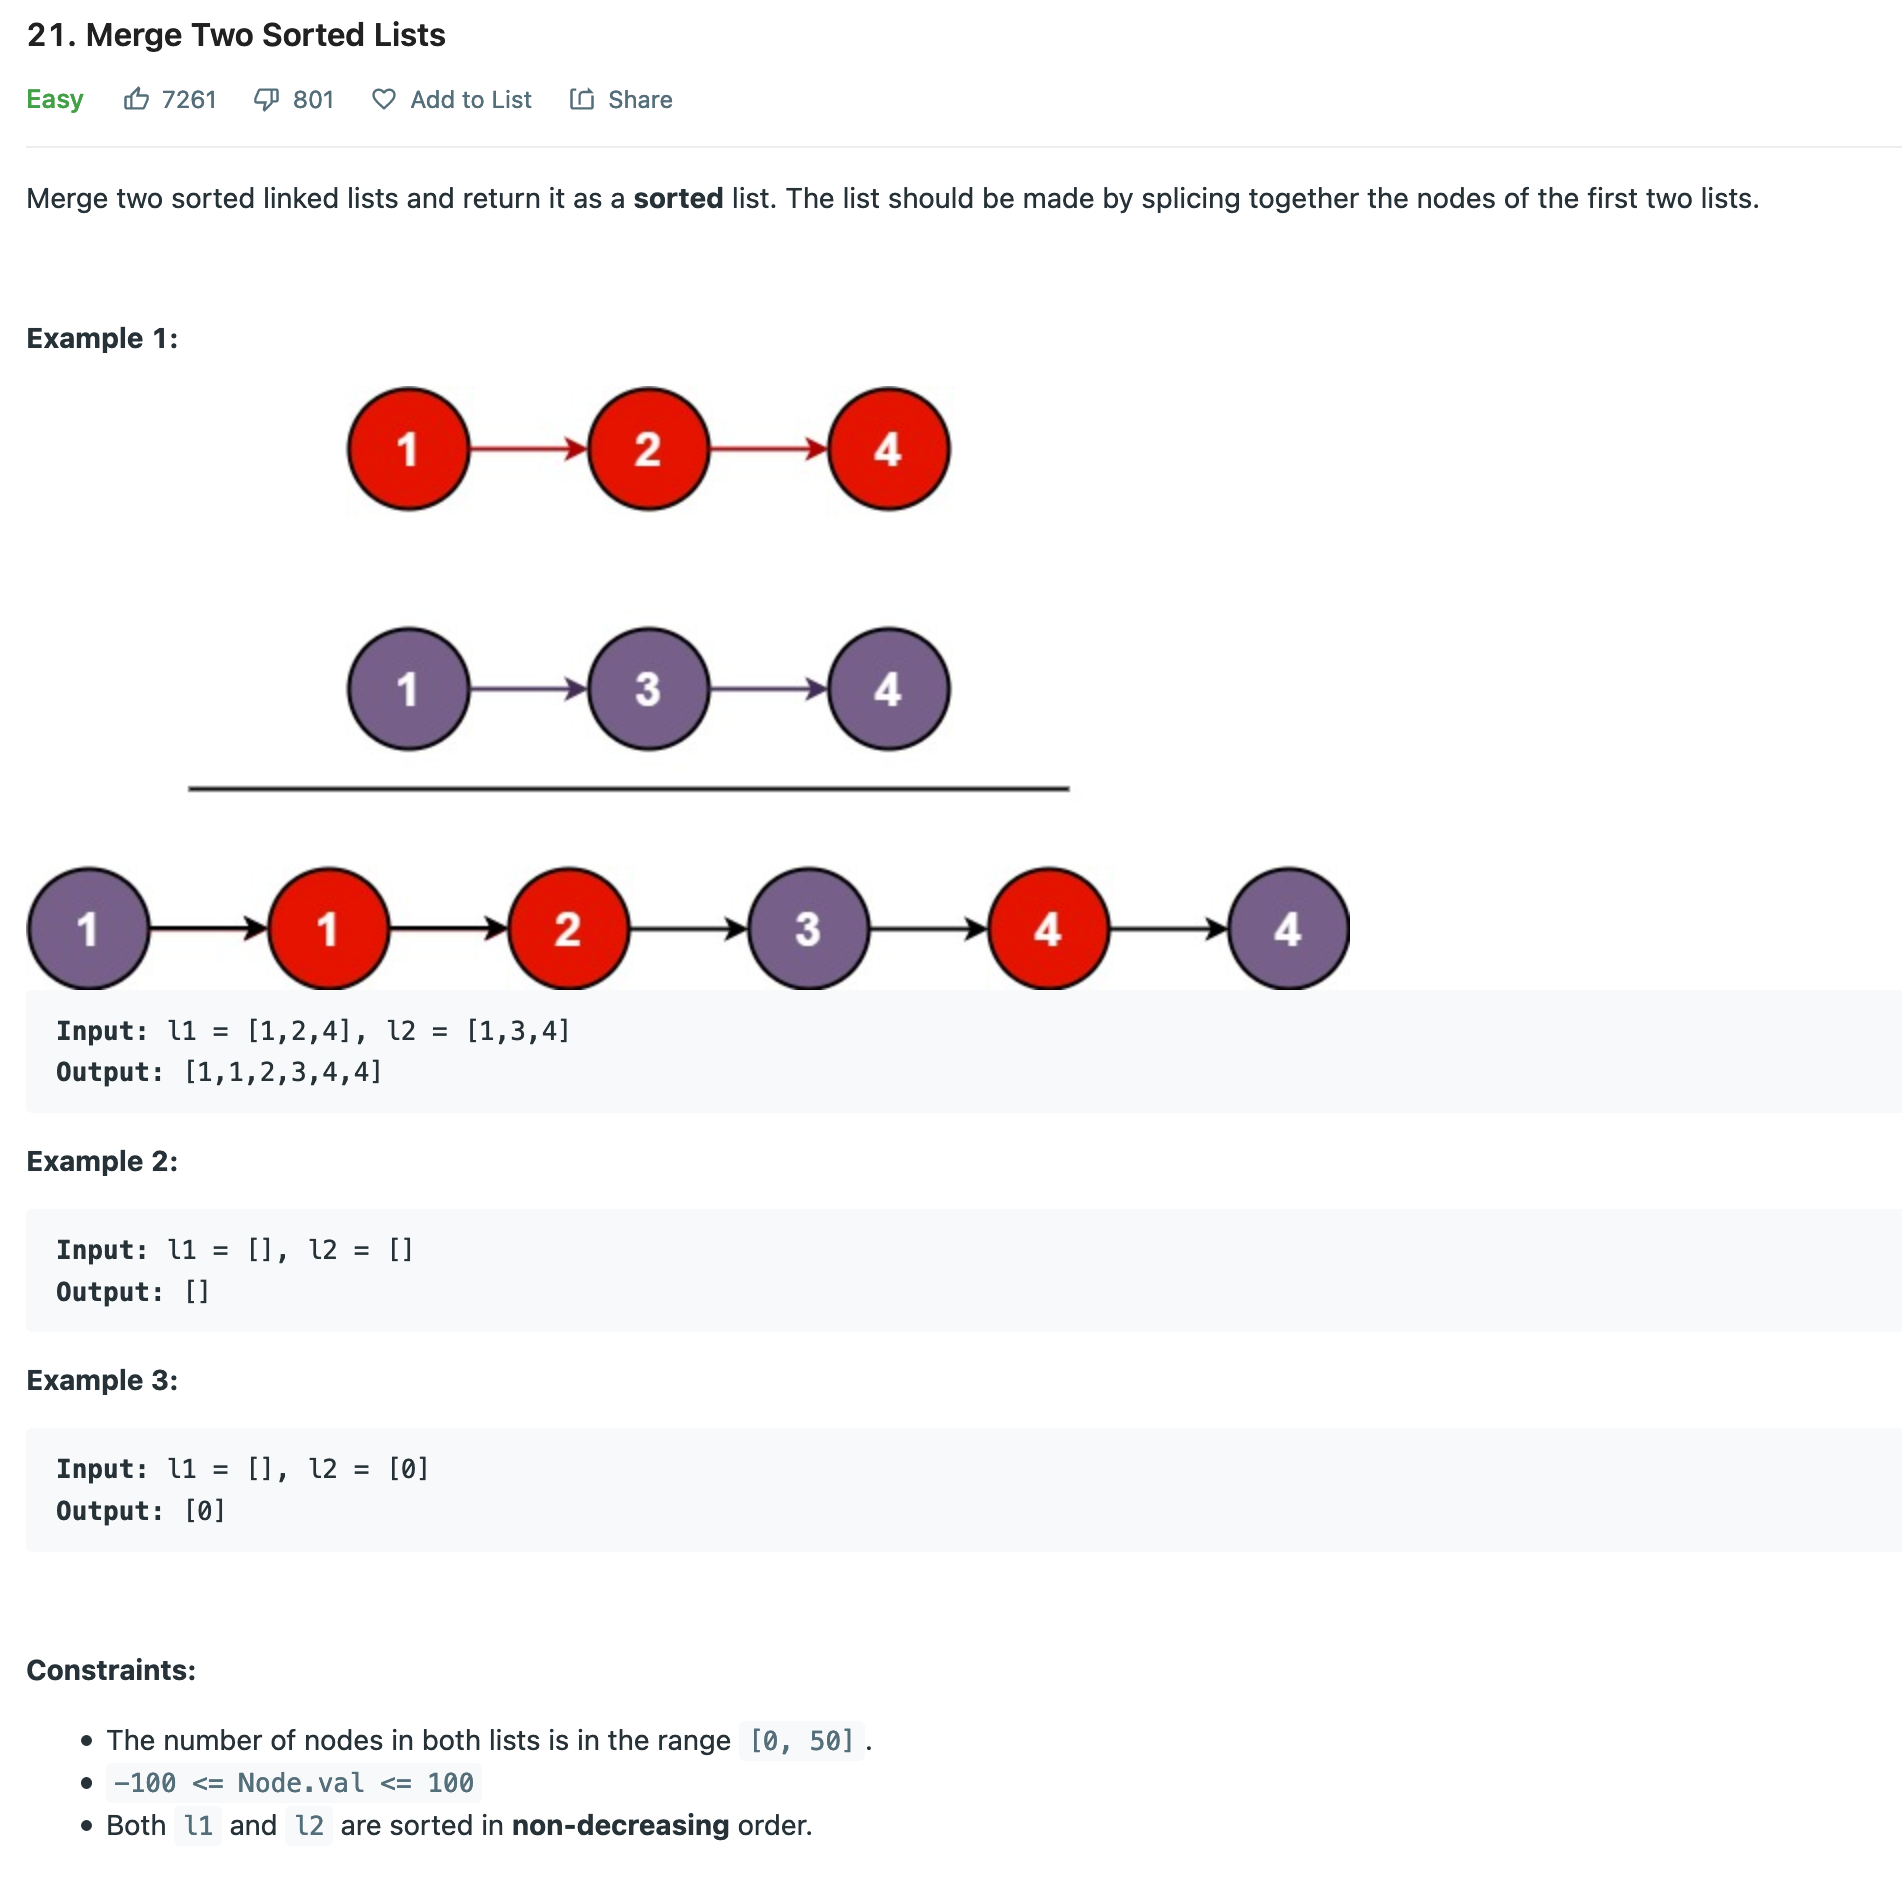 21. Merge Two Sorted Lists
Easy 7261 801 Add to List Share
Merge two sorted linked lists and return it as a sorted list. The list should be made by splicing together the nodes of the first two lists.
Example 1:
1 2 4
1 3 4
1 1 2 3 4 4
Input: l1 = [1,2,4], l2 = [1,3,4]
Output: [1,1,2,3,4,4]
Example 2:
Input: l1 = [], l2 = []
Output: []
Example 3:
Input: l1 = [], l2 = [0]
Output: [0]
Constraints:
• The number of nodes in both lists is in the range [0, 50].
• -100 <= Node.val <= 100
• Both l1 and l2 are sorted in non-decreasing order.